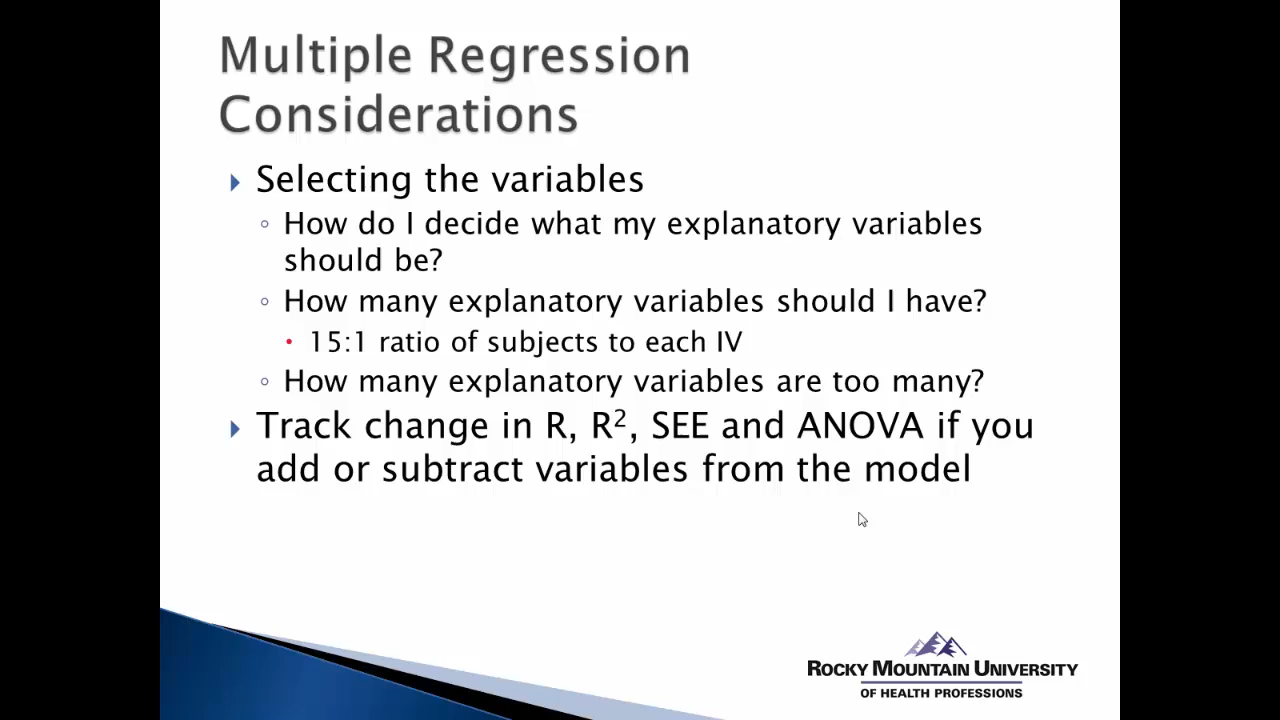 Multiple Regression
Considerations
Selecting the variables
How do I decide what my explanatory variables
should be?
How many explanatory variables should I have?
15:1 ratio of subjects to each IV
How many explanatory variables are too many?
Track change in R, R², SEE and ANOVA if you
add or subtract variables from the model
ROCKY MOUNTAIN UNIVERSITY
OF HEALTH PROFESSIONS